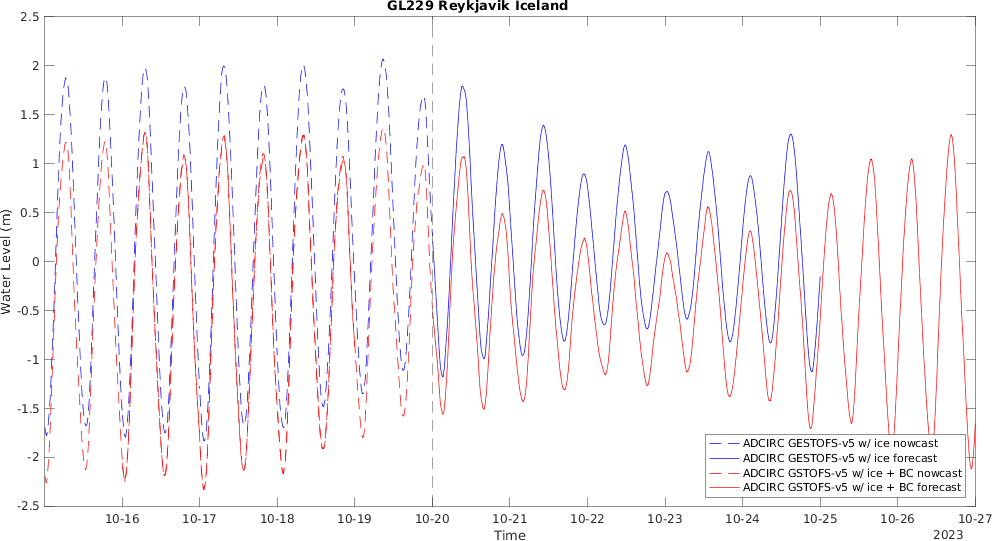 GL229 Reykjavik Iceland
Water Level (m)
2.5
2
1.5
1
0.5
0
-0.5
-1
-1.5
-2
-2.5
10-16 10-17 10-18 10-19 10-20 10-21 10-22 10-23 10-24 10-25 10-26 10-27
Time
2023
ADCIRC GESTOFS-v5 w/ ice nowcast
ADCIRC GESTOFS-v5 w/ ice forecast
ADCIRC GSTOFS-v5 w/ ice + BC nowcast
ADCIRC GSTOFS-v5 w/ ice + BC forecast